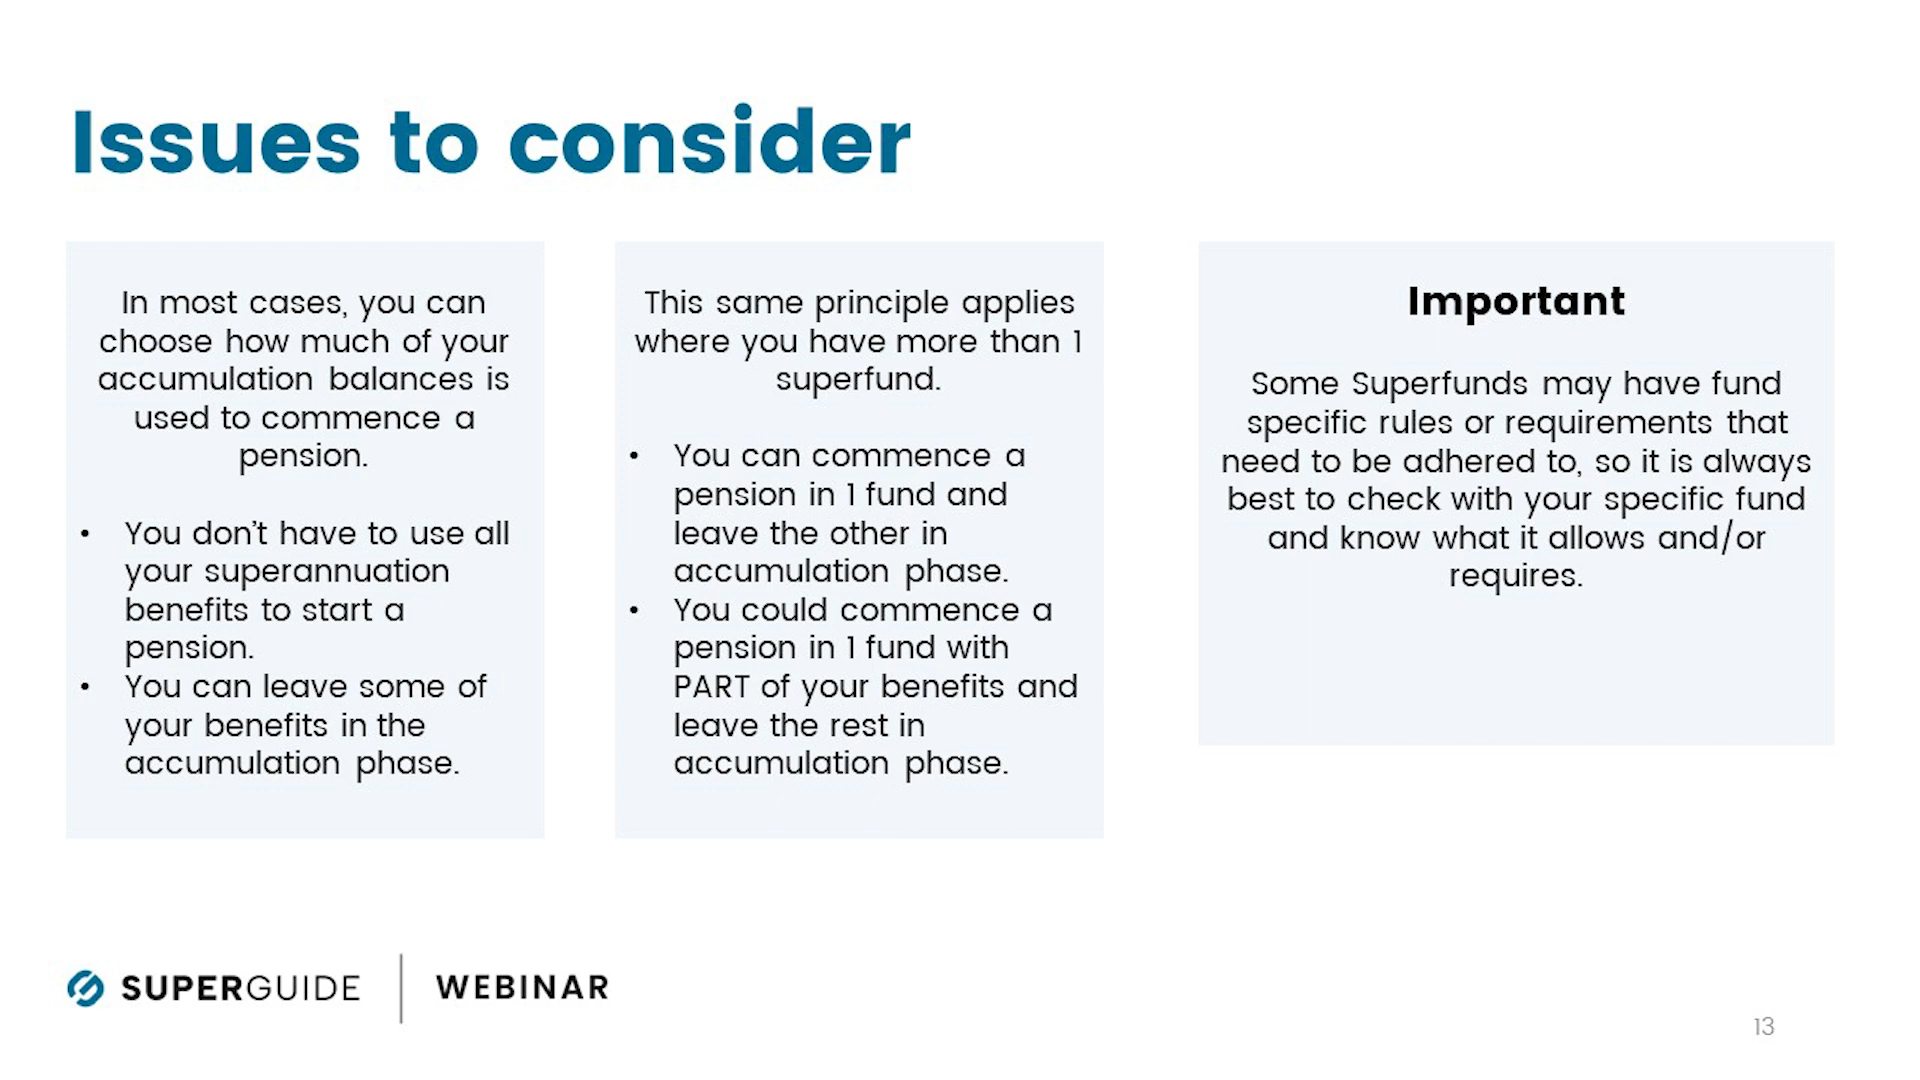 Issues to consider
In most cases, you can
choose how much of your
accumulation balances is
used to commence a
pension.
• You don't have to use all
your superannuation
benefits to start a
pension.
• You can leave some of
your benefits in the
accumulation phase.
This same principle applies
where you have more than 1
superfund.
• You can commence a
pension in 1 fund and
leave the other in
accumulation phase.
• You could commence a
pension in 1 fund with
PART of your benefits and
leave the rest in
accumulation phase.
Important
Some Superfunds may have fund
specific rules or requirements that
need to be adhered to, so it is always
best to check with your specific fund
and know what it allows and/or
requires.
SUPERGUIDE | WEBINAR
13